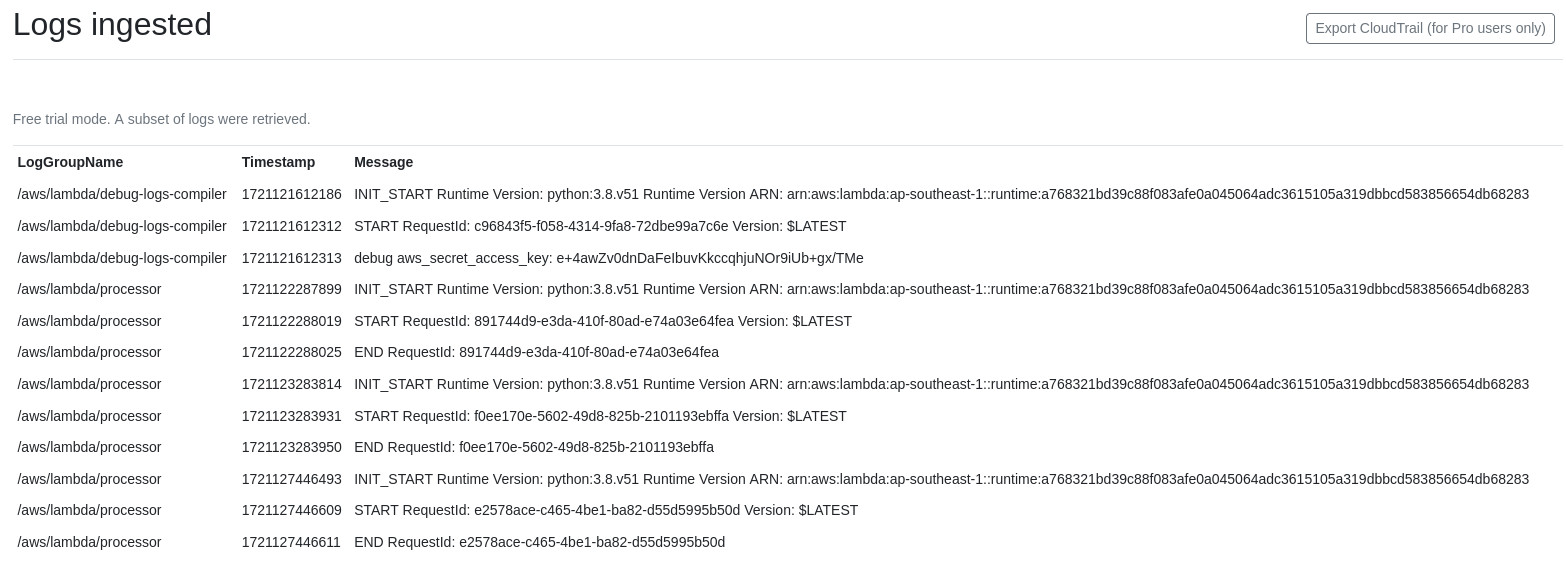 Logs ingested
Export CloudTrail (for Pro users only)
Free trial mode. A subset of logs were retrieved.
LogGroupName Timestamp Message
/aws/lambda/debug-logs-compiler 1721121612186 INIT_START Runtime Version: python:3.8.v51 Runtime Version ARN: arn:aws:lambda:ap-southeast-1::runtime:a768321bd39c88f083afe0a045064adc3615105a319dbbcd583856654db68283
/aws/lambda/debug-logs-compiler 1721121612312 START RequestId: c96843f5-f058-4314-9fa8-72dbe99a7c6e Version: $LATEST
/aws/lambda/debug-logs-compiler 1721121612313 debug aws_secret_access_key: e+4awZv0dnDaFeIbuvKkccqhjuNOr9iUb+gx/TMe
/aws/lambda/processor 1721122287899 INIT_START Runtime Version: python:3.8.v51 Runtime Version ARN: arn:aws:lambda:ap-southeast-1::runtime:a768321bd39c88f083afe0a045064adc3615105a319dbbcd583856654db68283
/aws/lambda/processor 1721122288019 START RequestId: 891744d9-e3da-410f-80ad-e74a03e64fea Version: $LATEST
/aws/lambda/processor 1721122288025 END RequestId: 891744d9-e3da-410f-80ad-e74a03e64fea
/aws/lambda/processor 1721123283814 INIT_START Runtime Version: python:3.8.v51 Runtime Version ARN: arn:aws:lambda:ap-southeast-1::runtime:a768321bd39c88f083afe0a045064adc3615105a319dbbcd583856654db68283
/aws/lambda/processor 1721123283931 START RequestId: f0ee170e-5602-49d8-825b-2101193ebffa Version: $LATEST
/aws/lambda/processor 1721123283950 END RequestId: f0ee170e-5602-49d8-825b-2101193ebffa
/aws/lambda/processor 1721127446493 INIT_START Runtime Version: python:3.8.v51 Runtime Version ARN: arn:aws:lambda:ap-southeast-1::runtime:a768321bd39c88f083afe0a045064adc3615105a319dbbcd583856654db68283
/aws/lambda/processor 1721127446609 START RequestId: e2578ace-c465-4be1-ba82-d55d5995b50d Version: $LATEST
/aws/lambda/processor 1721127446611 END RequestId: e2578ace-c465-4be1-ba82-d55d5995b50d